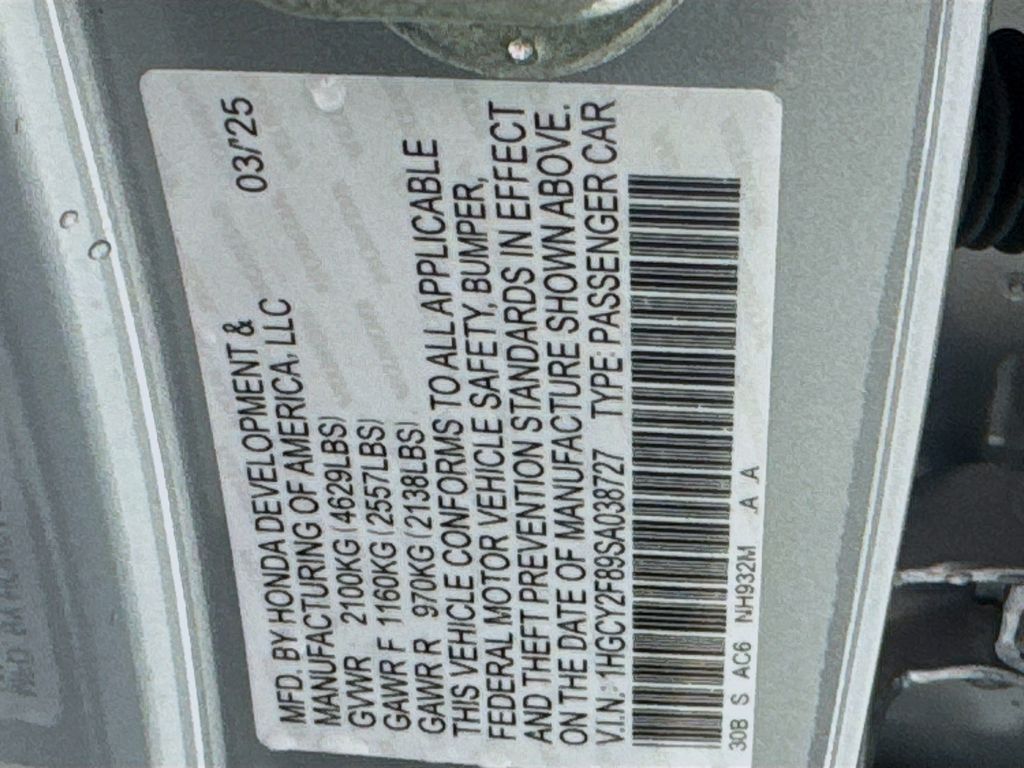 MFD. BY HONDA DEVELOPMENT & 03/'25
MANUFACTURING OF AMERICA, LLC
GVWR 2100KG (4629LBS)
GAWR F 1160KG (2557LBS)
GAWR R 970KG (2138LBS)
THIS VEHICLE CONFORMS TO ALL APPLICABLE
FEDERAL MOTOR VEHICLE SAFETY, BUMPER,
AND THEFT PREVENTION STANDARDS IN EFFECT
ON THE DATE OF MANUFACTURE SHOWN ABOVE.
V.I.N.: 1HGCY2F89SA038727 TYPE: PASSENGER CAR
30B S AC6 NH932M A A